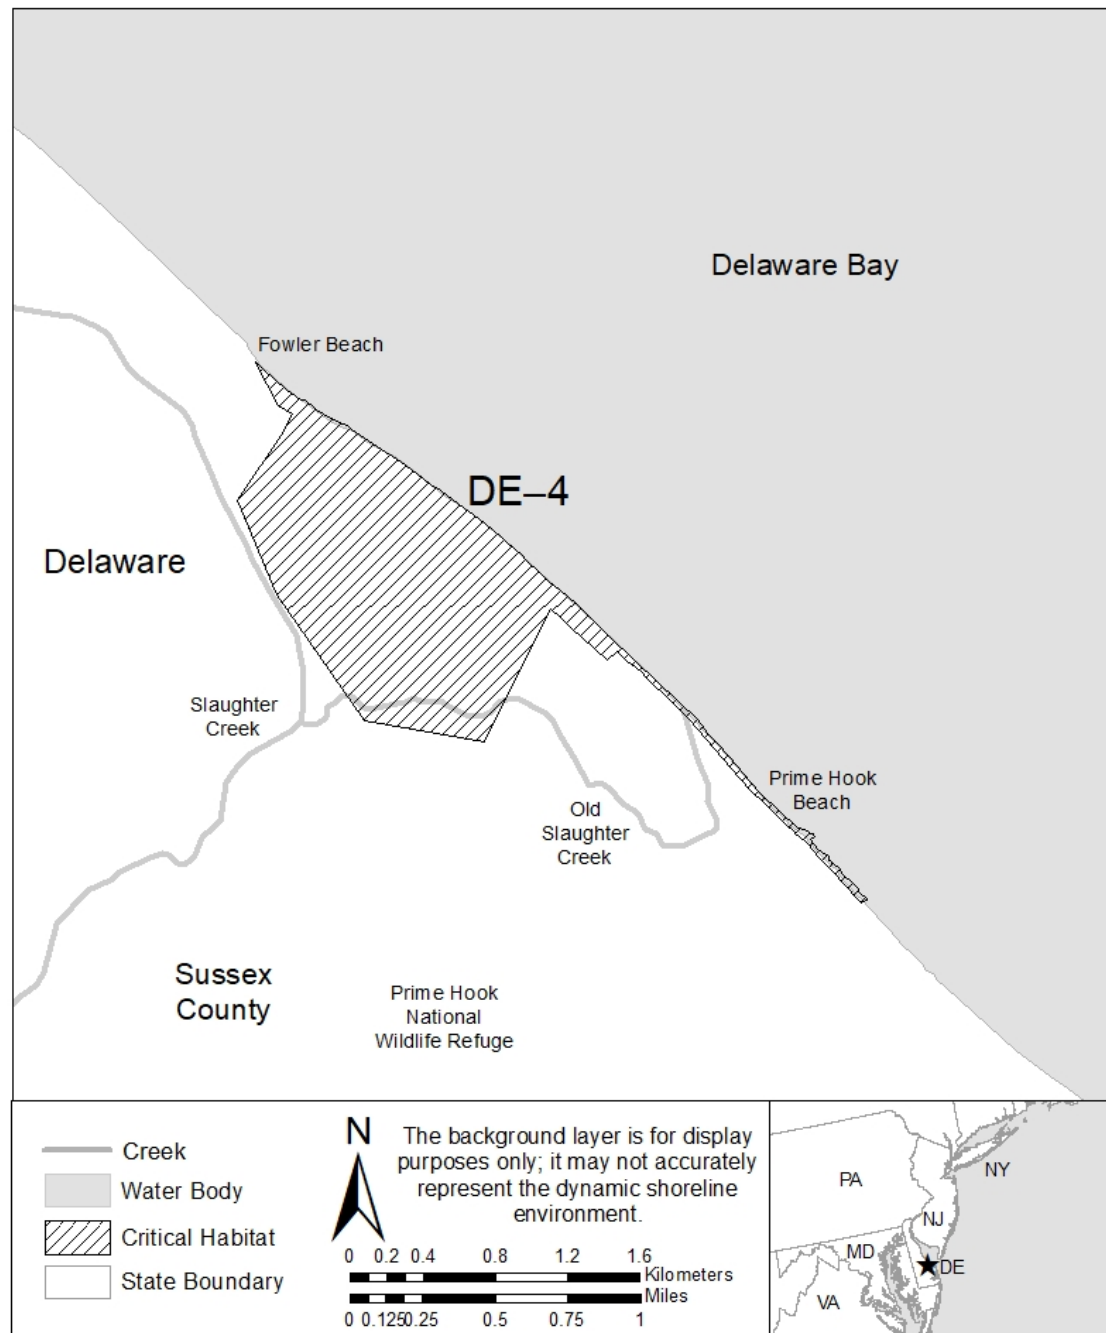 Delaware Bay
Fowler Beach
DE–4
Delaware
Slaughter
Creek
Prime Hook
Beach
Old
Slaughter
Creek
Sussex
County
Prime Hook
National
Wildlife Refuge
Creek
Water Body
Critical Habitat
State Boundary
N
The background layer is for display
purposes only; it may not accurately
represent the dynamic shoreline
environment.
0 0.2 0.4 0.8 1.2 1.6
Kilometers
Miles
0 0.125 0.25 0.5 0.75 1
NY
PA
NJ
MD
DE
VA